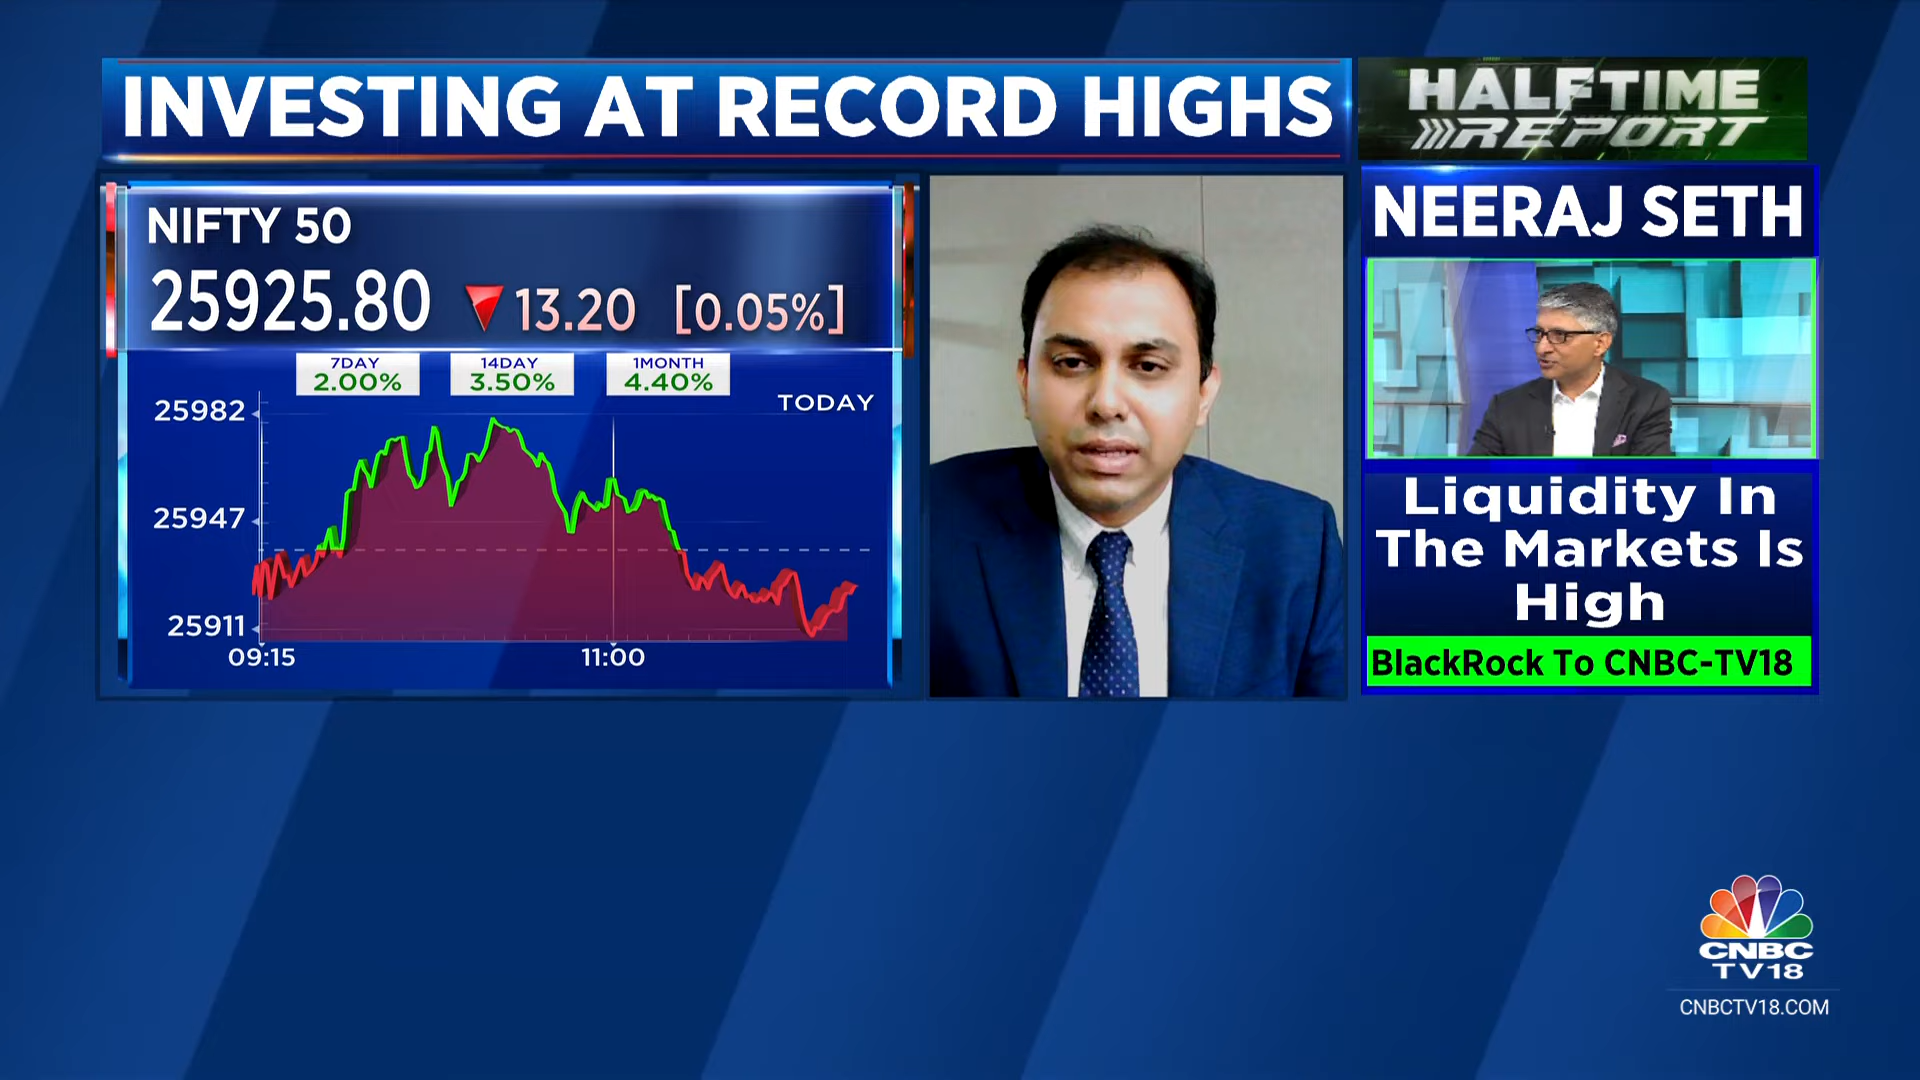 INVESTING AT RECORD HIGHS
HALFTIME
REPORT
NIFTY 50
25925.80 ▼ 13.20 [0.05%]
7DAY
2.00%
14DAY
3.50%
1MONTH
4.40%
TODAY
25982
25947
25911
09:15
11:00
NEERAJ SETH
Liquidity In
The Markets Is
High
BlackRock To CNBC-TV18
CNBC
TV18
CNBCTV18.COM